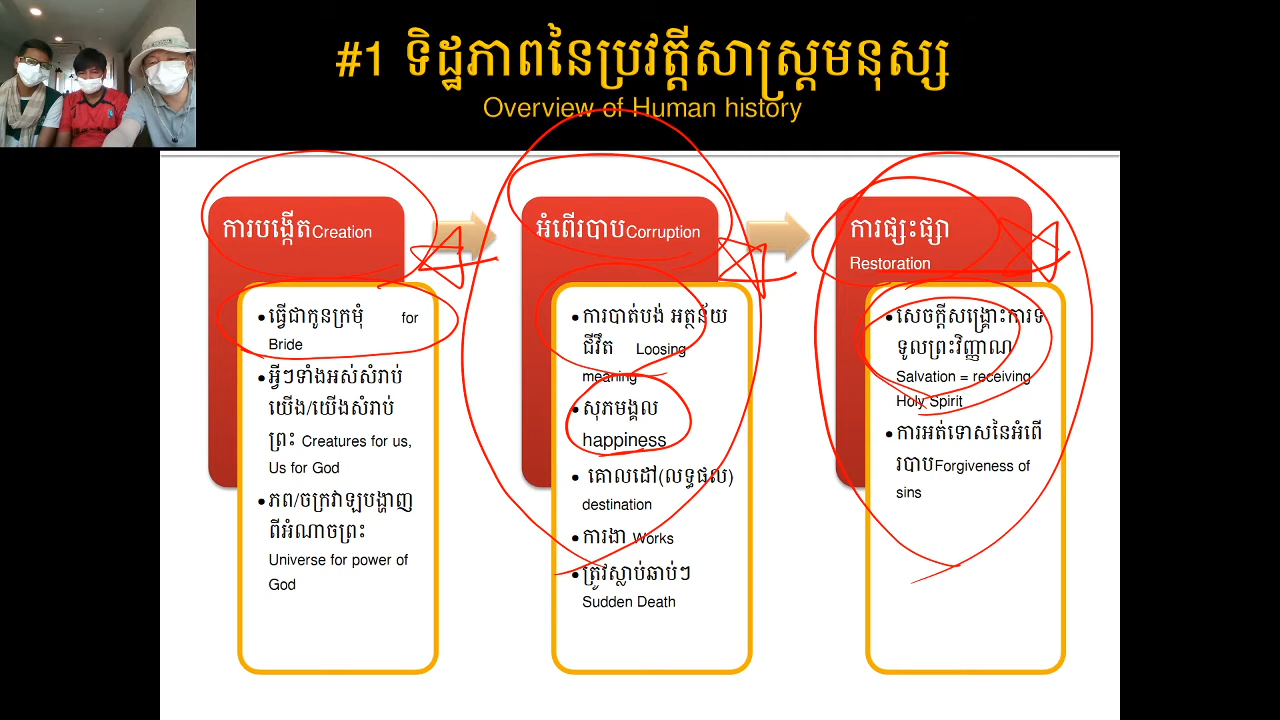 #1 ទិដ្ឋភាពនៃប្រវត្តីសាស្ត្រមនុស្ស
Overview of Human history
ការបង្កើតCreation
ធ្វើជាកូនក្រមុំ for
Bride
អ្វីៗទាំងអស់សំរាប់
យើង/យើងសំរាប់
ព្រះ Creatures for us,
Us for God
ភព/ចក្រវាឡបង្ហាញ
ពីអំណាចព្រះ
Universe for power of
God
អំពើរបាបCorruption
ការបាត់បង់ អត្ថន័យ
ជីវឹត Loosing
meaning
សុភមង្គល
happiness
គោលដៅ(លទ្ធផល)
destination
ការងា Works
ត្រូវស្លាប់ឆាប់ៗ
Sudden Death
ការផ្សះផ្សា
Restoration
សេចក្តីសង្គ្រោះការទ
ទួលព្រះវិញ្ញាណ
Salvation = receiving
Holy Spirit
ការអត់ទោសនៃអំពើ
របាបForgiveness of
sins